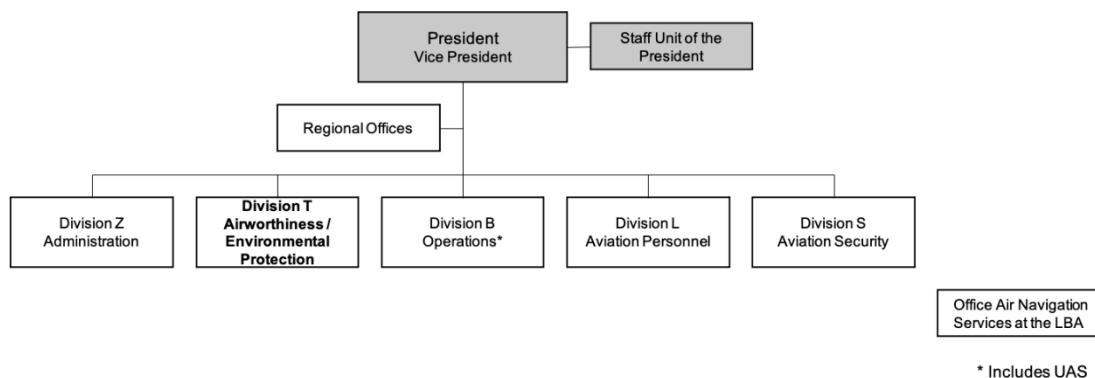 President
Vice President
Staff Unit of the
President
Regional Offices
Division Z
Administration
Division T
Airworthiness /
Environmental
Protection
Division B
Operations*
Division L
Aviation Personnel
Division S
Aviation Security
Office Air Navigation
Services at the LBA
* Includes UAS